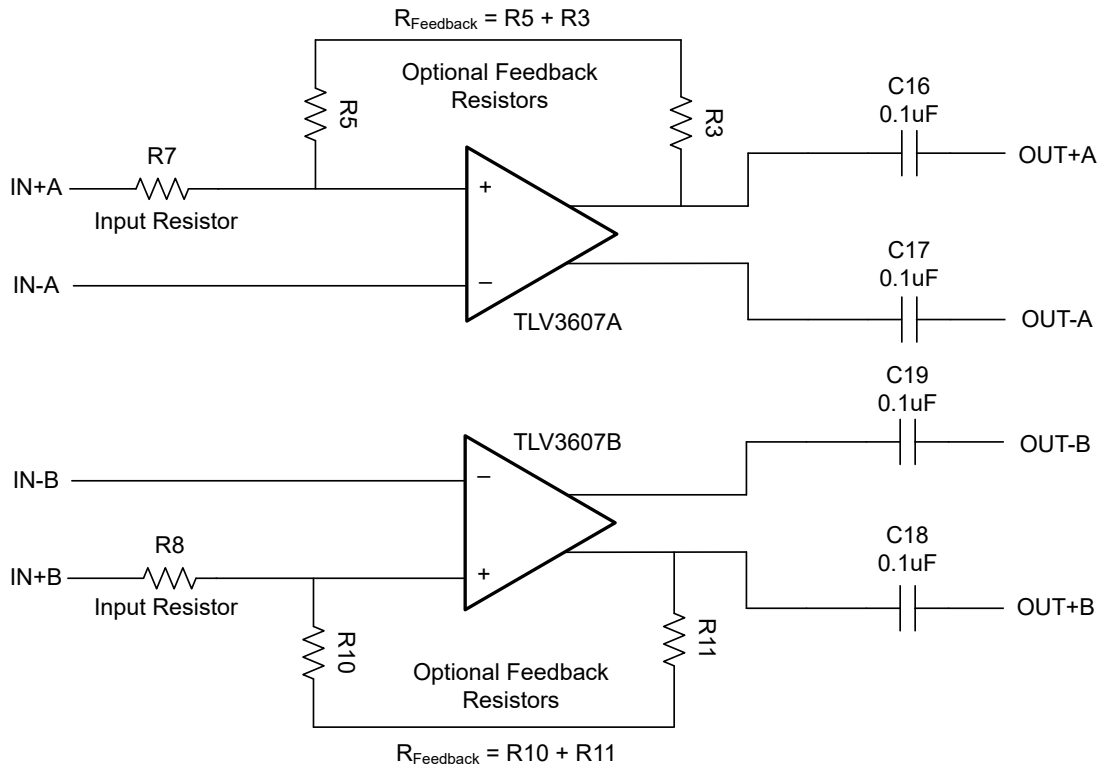 RFeedback = R5 + R3
Optional Feedback
Resistors
R5
R3
C16
0.1uF
OUT+A
R7
IN+A
Input Resistor
+
IN-A
−
TLV3607A
C17
0.1uF
OUT-A
C19
0.1uF
OUT-B
TLV3607B
IN-B
−
R8
IN+B
Input Resistor
+
C18
0.1uF
OUT+B
R10
R11
Optional Feedback
Resistors
RFeedback = R10 + R11